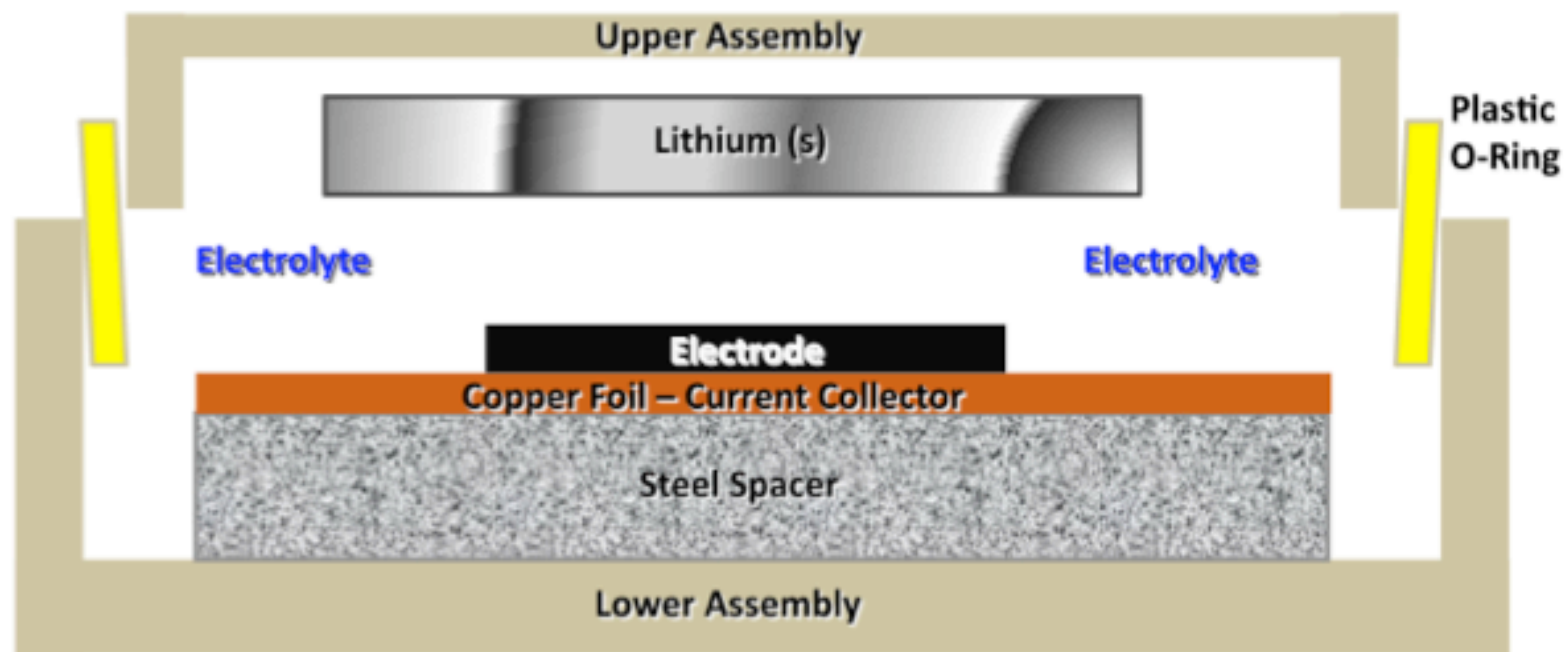 Upper Assembly
Plastic
O-Ring
Lithium (s)
Electrolyte
Electrolyte
Electrode
Copper Foil – Current Collector
Steel Spacer
Lower Assembly